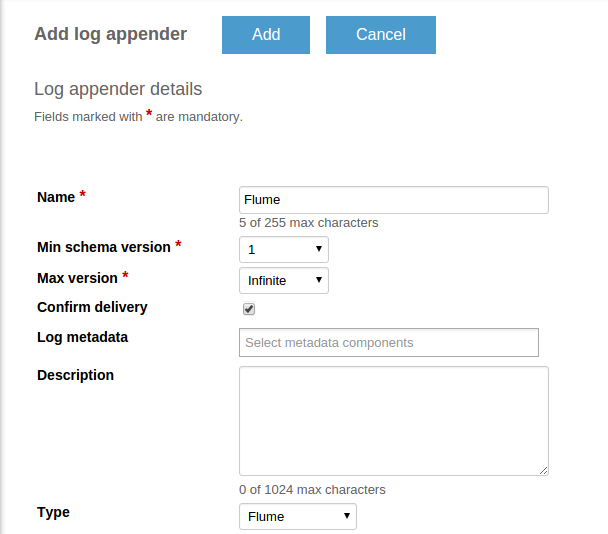 Add log appender Add Cancel
Log appender details
Fields marked with * are mandatory.
Name * Flume
5 of 255 max characters
Min schema version * 1
Max version * Infinite
Confirm delivery
Log metadata Select metadata components
Description
0 of 1024 max characters
Type Flume